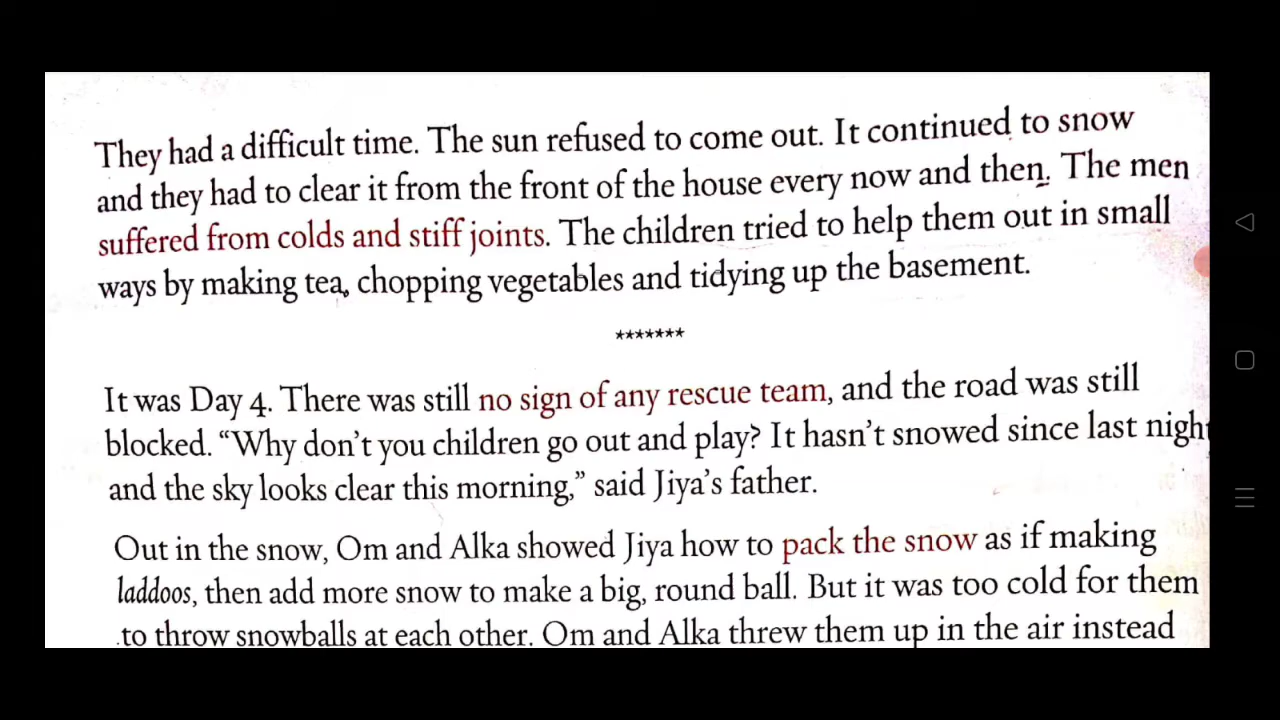 They had a difficult time. The sun refused to come out. It continued to snow
and they had to clear it from the front of the house every now and then. The men
suffered from colds and stiff joints. The children tried to help them out in small
ways by making tea, chopping vegetables and tidying up the basement.
*******
It was Day 4. There was still no sign of any rescue team, and the road was still
blocked. “Why don’t you children go out and play? It hasn’t snowed since last nigh
and the sky looks clear this morning,” said Jiya’s father.
Out in the snow, Om and Alka showed Jiya how to pack the snow as if making
laddoos, then add more snow to make a big, round ball. But it was too cold for them
to throw snowballs at each other. Om and Alka threw them up in the air instead